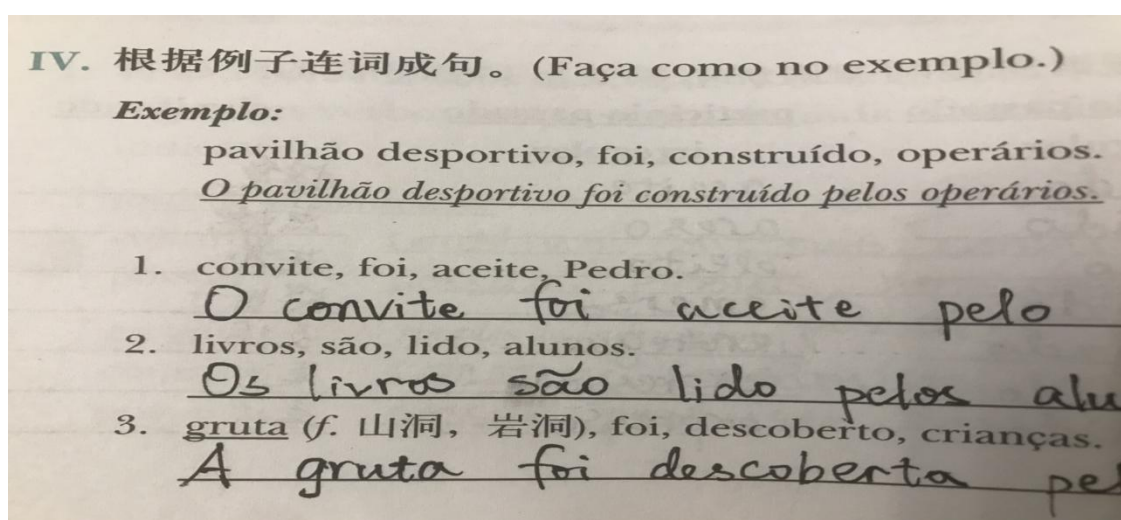 IV. 根据例子连词成句。(Faça como no exemplo.)
Exemplo:
pavilhão desportivo, foi, construído, operários.
O pavilhão desportivo foi construído pelos operários.
1. convite, foi, aceite, Pedro.
O convite foi aceite pelo
2. livros, são, lido, alunos.
Os livros são lido pelos alu
3. gruta (f. 山洞，岩洞), foi, descoberto, crianças.
A gruta foi descoberta pel